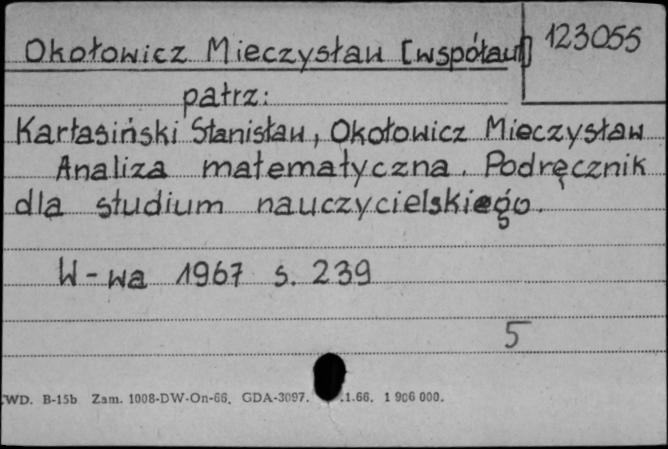 Okołowicz Mieczysław [współaut]
123055
patrz:
Kartasiński Stanisław, Okołowicz Mieczysław
Analiza matematyczna. Podręcznik
dla studium nauczycielskiego.
W-wa 1967 s. 239
5
WD. B-15b Zam. 1008-DW-On-66. GDA-3097. .1.66. 1 906 000.